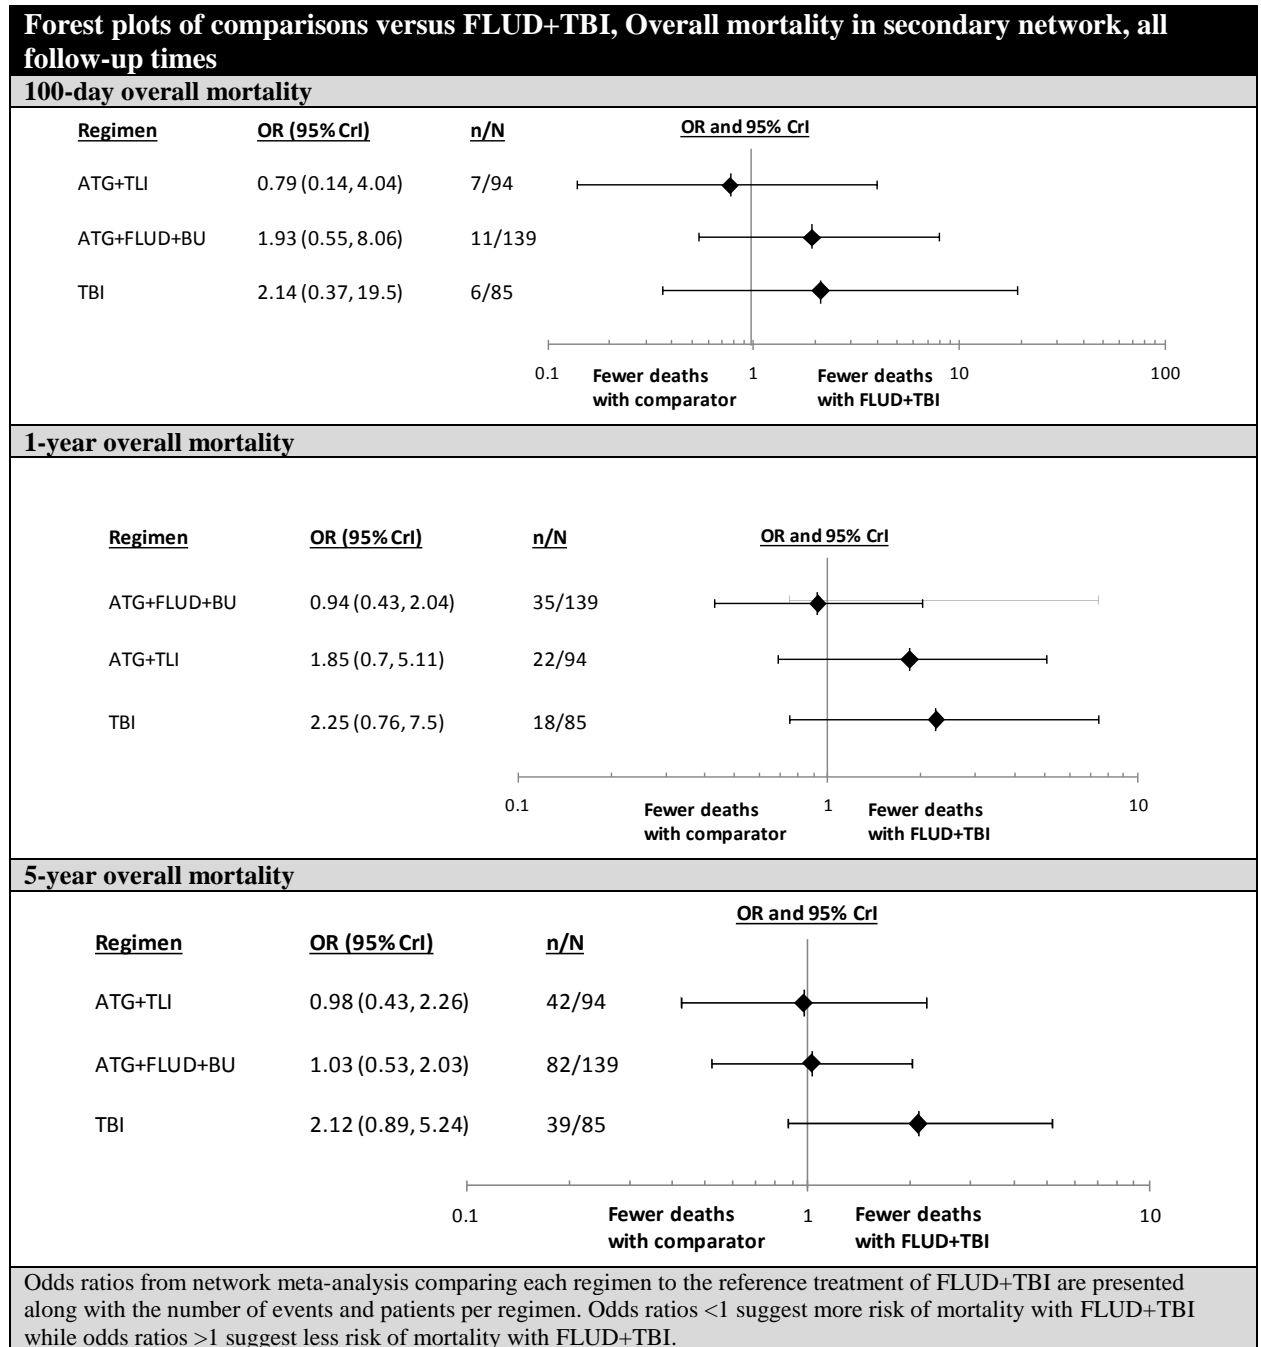 Forest plots of comparisons versus FLUD+TBI, Overall mortality in secondary network, all
follow-up times
100-day overall mortality
Regimen OR (95% CrI) n/N OR and 95% CrI
ATG+TLI 0.79 (0.14, 4.04) 7/94
ATG+FLUD+BU 1.93 (0.55, 8.06) 11/139
TBI 2.14 (0.37, 19.5) 6/85
0.1 1 10 100
Fewer deaths Fewer deaths
with comparator with FLUD+TBI
1-year overall mortality
Regimen OR (95% CrI) n/N OR and 95% CrI
ATG+FLUD+BU 0.94 (0.43, 2.04) 35/139
ATG+TLI 1.85 (0.7, 5.11) 22/94
TBI 2.25 (0.76, 7.5) 18/85
0.1 1 10
Fewer deaths Fewer deaths
with comparator with FLUD+TBI
5-year overall mortality
OR and 95% CrI
Regimen OR (95% CrI) n/N
ATG+TLI 0.98 (0.43, 2.26) 42/94
ATG+FLUD+BU 1.03 (0.53, 2.03) 82/139
TBI 2.12 (0.89, 5.24) 39/85
0.1 1 10
Fewer deaths Fewer deaths
with comparator with FLUD+TBI
Odds ratios from network meta-analysis comparing each regimen to the reference treatment of FLUD+TBI are presented
along with the number of events and patients per regimen. Odds ratios <1 suggest more risk of mortality with FLUD+TBI
while odds ratios >1 suggest less risk of mortality with FLUD+TBI.